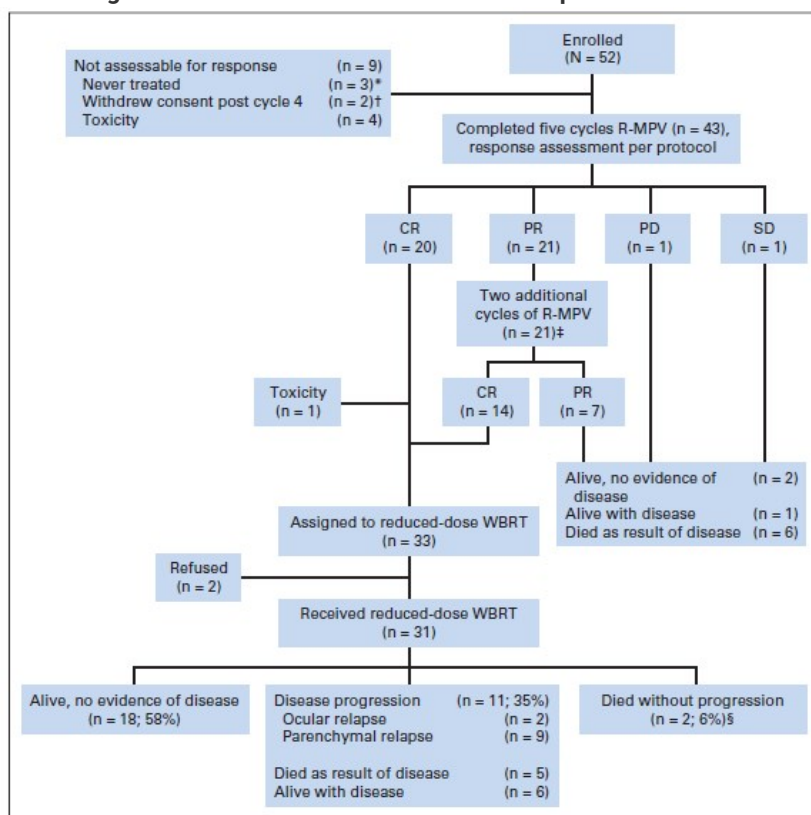 Enrolled
(N = 52)
Not assessable for response (n = 9)
Never treated (n = 3)*
Withdrew consent post cycle 4 (n = 2)†
Toxicity (n = 4)
Completed five cycles R-MPV (n = 43),
response assessment per protocol
CR
(n = 20)
PR
(n = 21)
PD
(n = 1)
SD
(n = 1)
Two additional
cycles of R-MPV
(n = 21)‡
Toxicity
(n = 1)
CR
(n = 14)
PR
(n = 7)
Alive, no evidence of (n = 2)
disease
Alive with disease (n = 1)
Died as result of disease (n = 6)
Assigned to reduced-dose WBRT
(n = 33)
Refused
(n = 2)
Received reduced-dose WBRT
(n = 31)
Alive, no evidence of disease
(n = 18; 58%)
Disease progression (n = 11; 35%)
Ocular relapse (n = 2)
Parenchymal relapse (n = 9)
Died as result of disease (n = 5)
Alive with disease (n = 6)
Died without progression
(n = 2; 6%)§